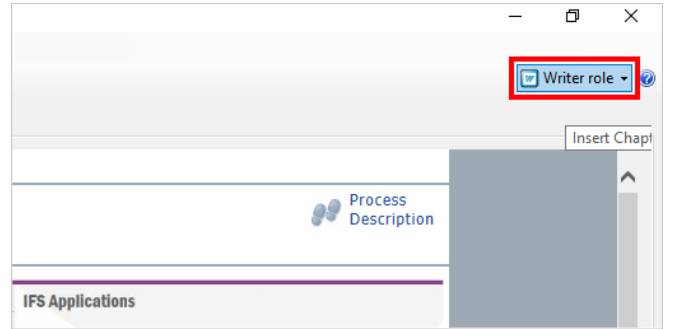 Writer role
Insert Chapt
Process
Description
IFS Applications